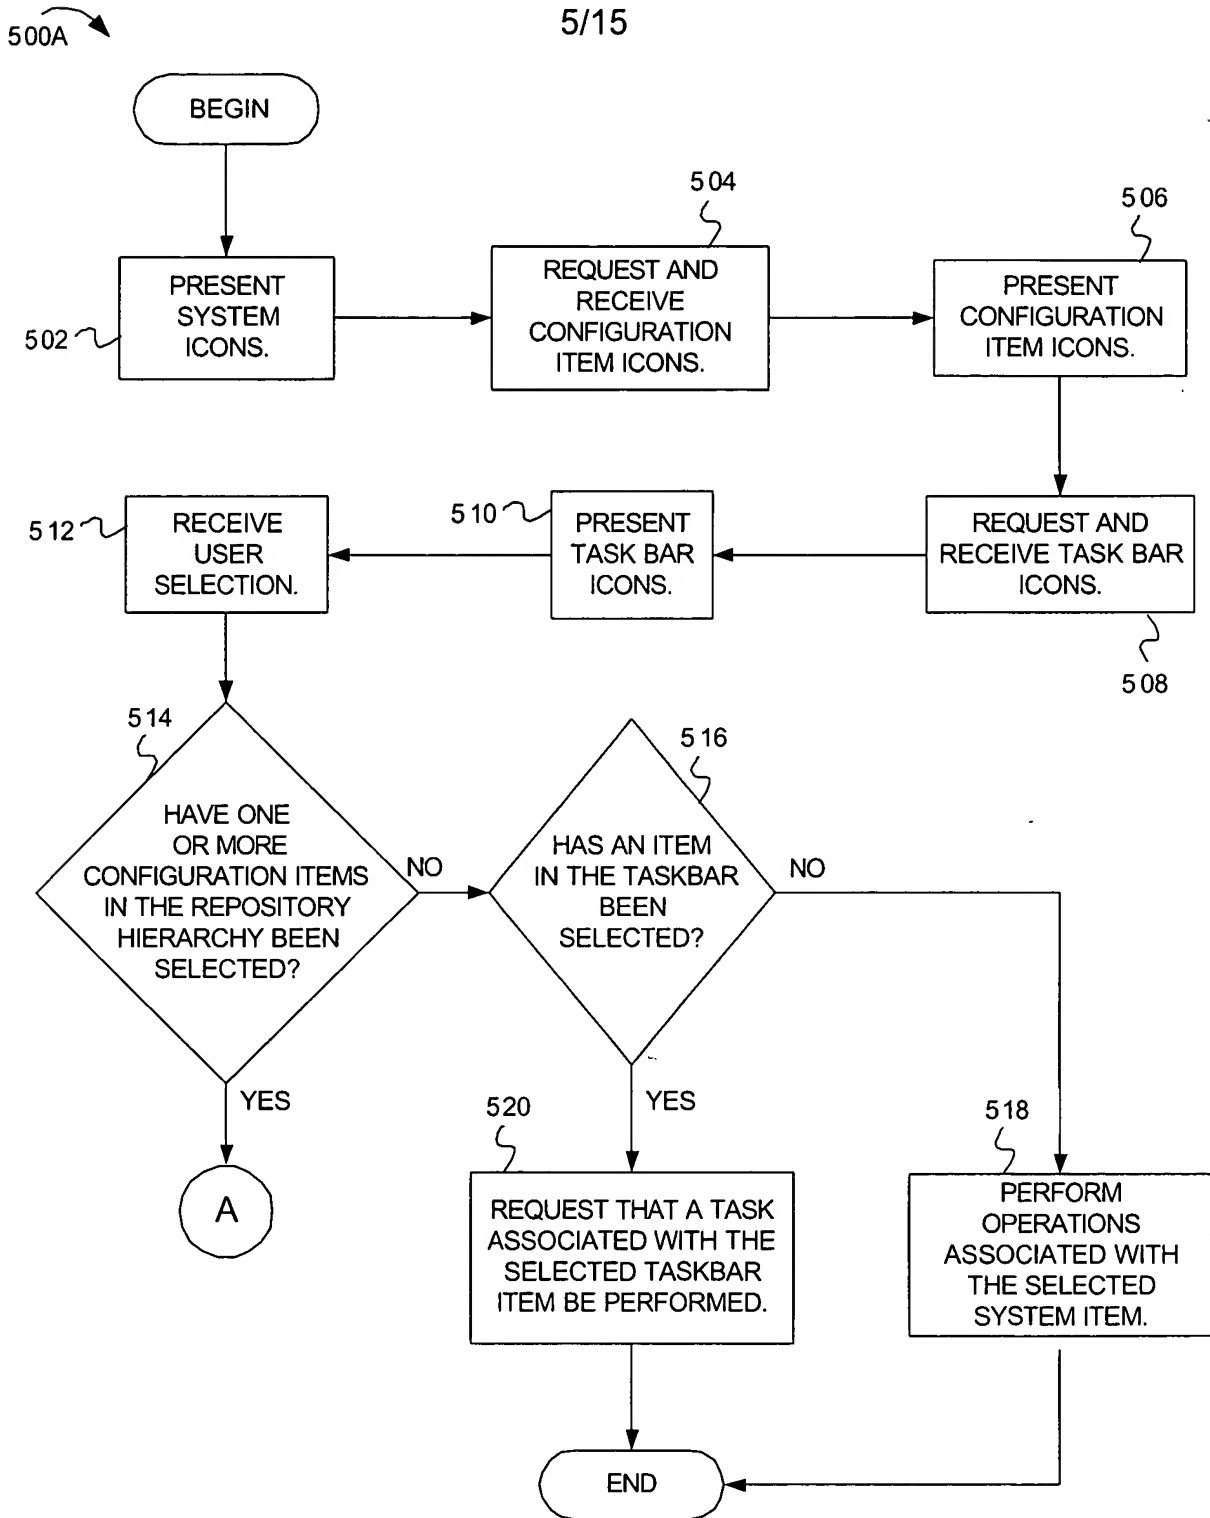 500A
5/15
BEGIN
504
506
502
PRESENT
SYSTEM
ICONS.
REQUEST AND
RECEIVE
CONFIGURATION
ITEM ICONS.
PRESENT
CONFIGURATION
ITEM ICONS.
512
RECEIVE
USER
SELECTION.
510
PRESENT
TASK BAR
ICONS.
REQUEST AND
RECEIVE TASK BAR
ICONS.
508
514
HAVE ONE
OR MORE
CONFIGURATION ITEMS
IN THE REPOSITORY
HIERARCHY BEEN
SELECTED?
NO
516
HAS AN ITEM
IN THE TASKBAR
BEEN
SELECTED?
NO
YES
A
YES
520
REQUEST THAT A TASK
ASSOCIATED WITH THE
SELECTED TASKBAR
ITEM BE PERFORMED.
518
PERFORM
OPERATIONS
ASSOCIATED WITH
THE SELECTED
SYSTEM ITEM.
END